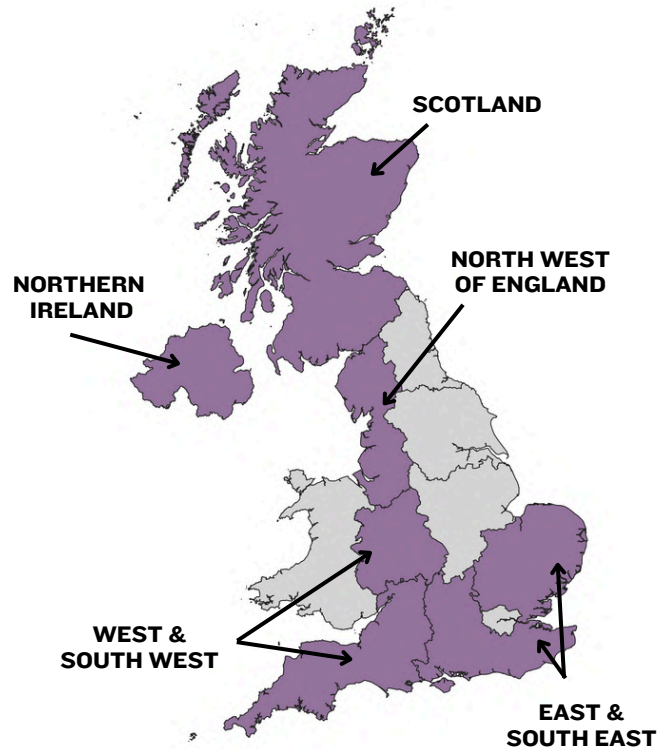 SCOTLAND
NORTH WEST
OF ENGLAND
NORTHERN
IRELAND
WEST &
SOUTH WEST
EAST &
SOUTH EAST